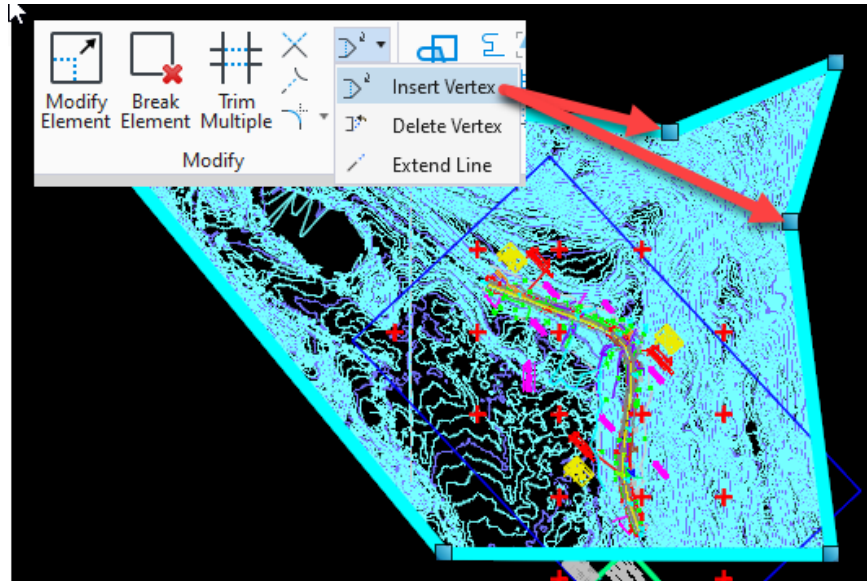 Modify
Element
Break
Element
Trim
Multiple
Insert Vertex
Delete Vertex
Extend Line
Modify